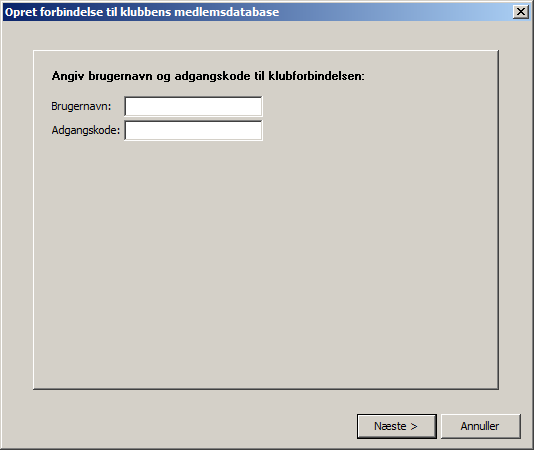 Opret forbindelse til klubbens medlemsdatabase
Angiv brugernavn og adgangskode til klubforbindelsen:
Brugernavn:
Adgangskode:
Næste >
Annuller